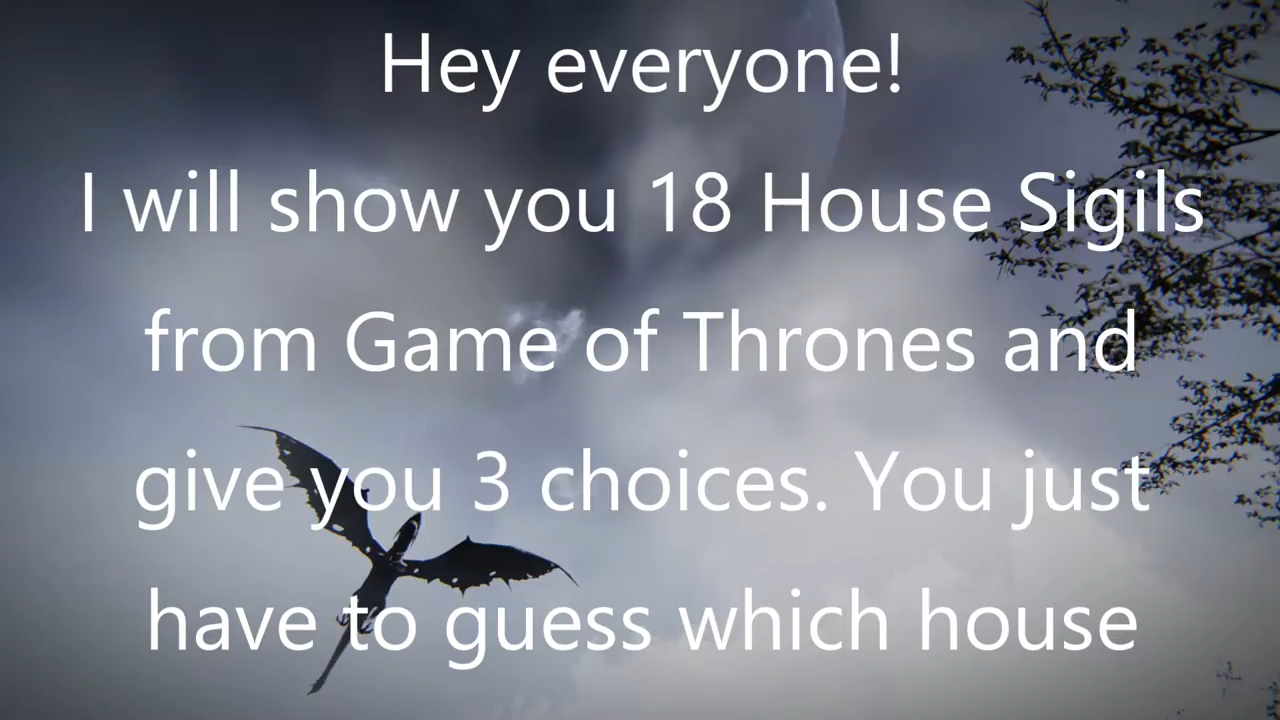 Hey everyone!
I will show you 18 House Sigils
from Game of Thrones and
give you 3 choices. You just
have to guess which house